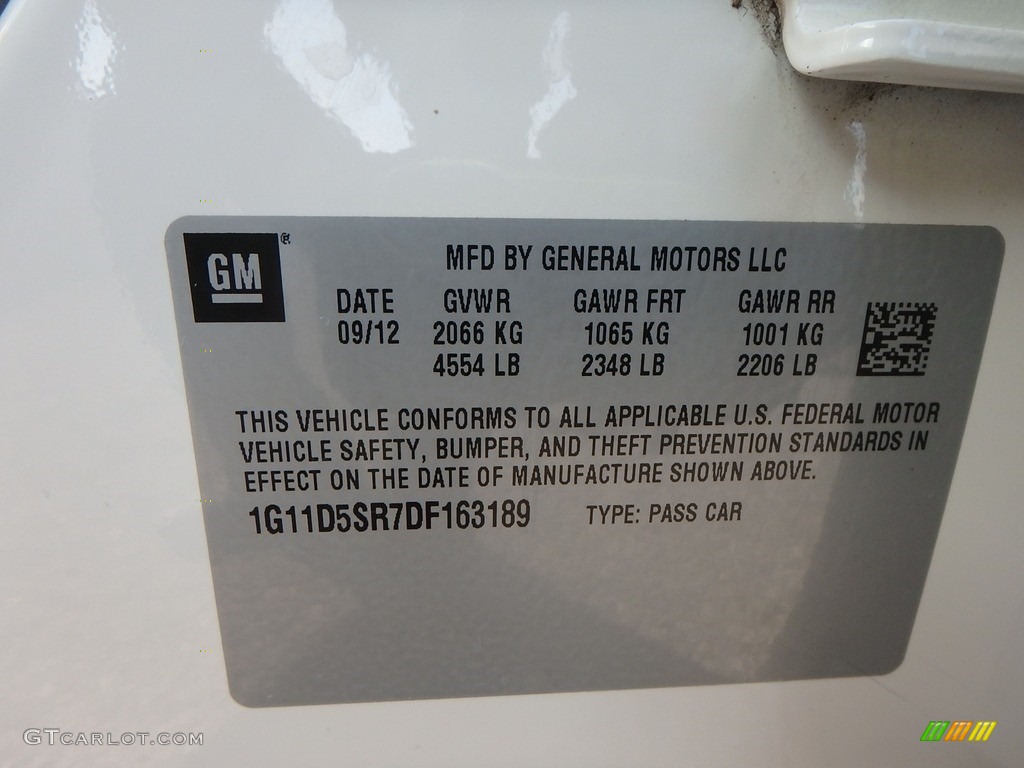 GM ®
MFD BY GENERAL MOTORS LLC
DATE GVWR GAWR FRT GAWR RR
09/12 2066 KG 1065 KG 1001 KG
4554 LB 2348 LB 2206 LB
THIS VEHICLE CONFORMS TO ALL APPLICABLE U.S. FEDERAL MOTOR
VEHICLE SAFETY, BUMPER, AND THEFT PREVENTION STANDARDS IN
EFFECT ON THE DATE OF MANUFACTURE SHOWN ABOVE.
1G11D5SR7DF163189 TYPE: PASS CAR
GTCARLOT.COM